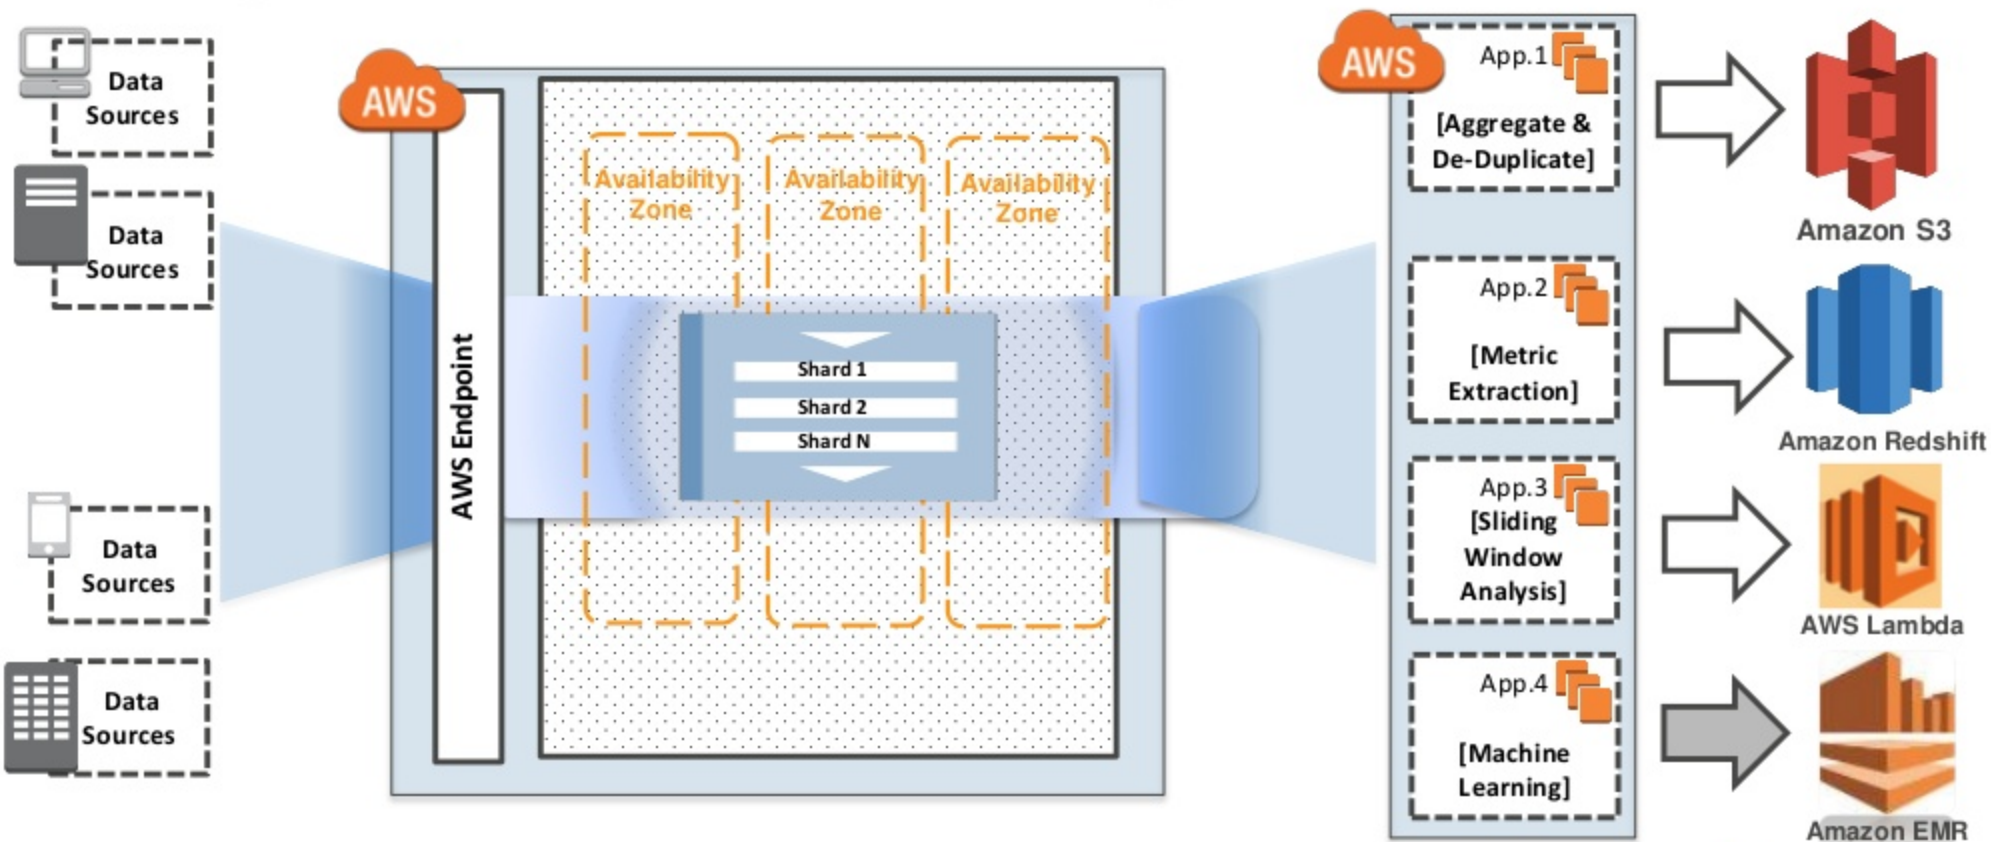 Data
Sources
Data
Sources
Data
Sources
Data
Sources
AWS
AWS Endpoint
Availability
Zone
Availability
Zone
Availability
Zone
Shard 1
Shard 2
Shard N
AWS
App.1
[Aggregate &
De-Duplicate]
App.2
[Metric
Extraction]
App.3
[Sliding
Window
Analysis]
App.4
[Machine
Learning]
Amazon S3
Amazon Redshift
AWS Lambda
Amazon EMR